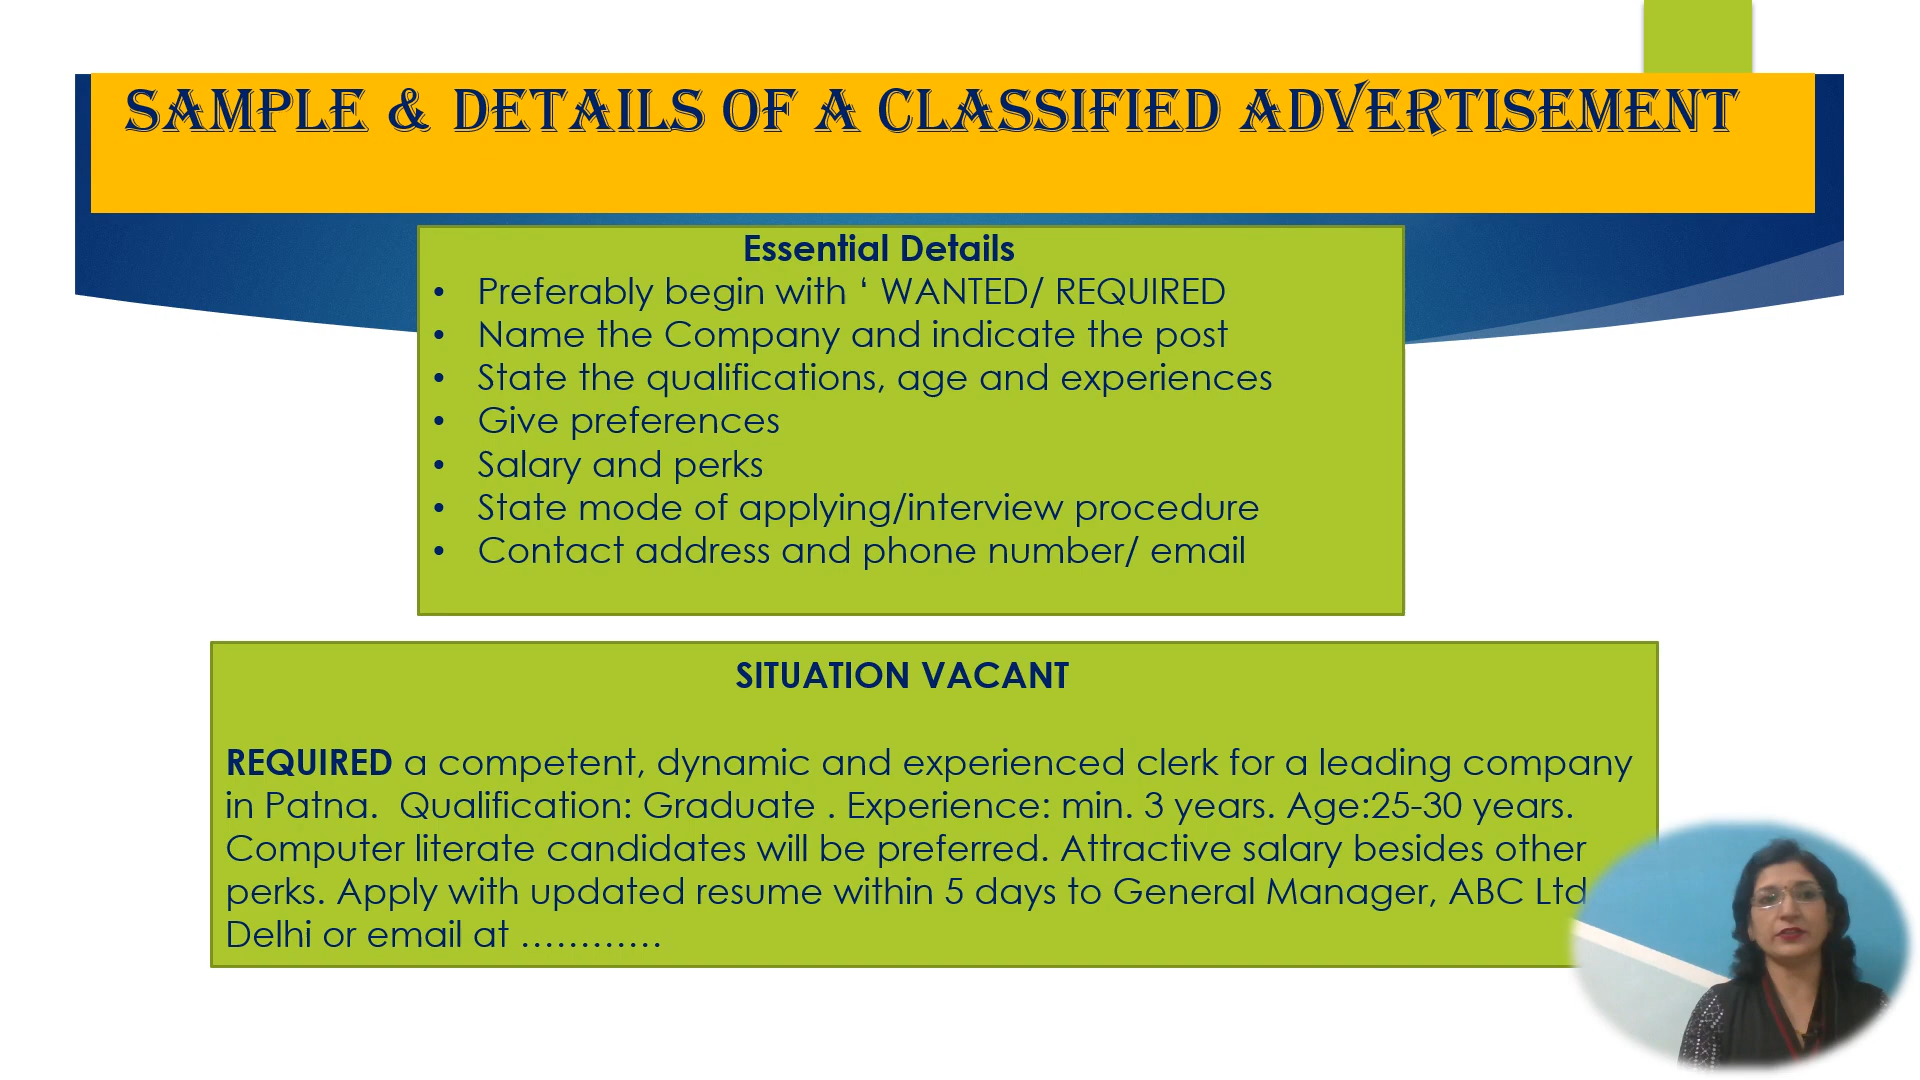 SAMPLE & DETAILS OF A CLASSIFIED ADVERTISEMENT
Essential Details
• Preferably begin with ‘ WANTED/ REQUIRED
• Name the Company and indicate the post
• State the qualifications, age and experiences
• Give preferences
• Salary and perks
• State mode of applying/interview procedure
• Contact address and phone number/ email
SITUATION VACANT
REQUIRED a competent, dynamic and experienced clerk for a leading company
in Patna. Qualification: Graduate . Experience: min. 3 years. Age:25-30 years.
Computer literate candidates will be preferred. Attractive salary besides other
perks. Apply with updated resume within 5 days to General Manager, ABC Ltd
Delhi or email at …………